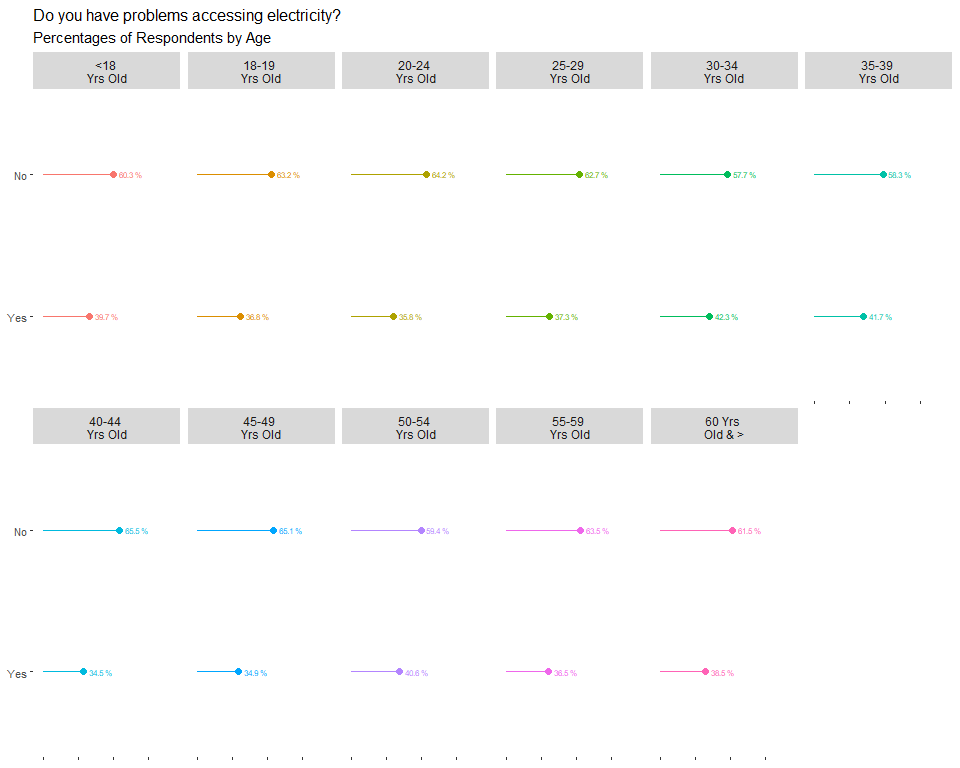 Do you have problems accessing electricity?
Percentages of Respondents by Age
<18
Yrs Old
18-19
Yrs Old
20-24
Yrs Old
25-29
Yrs Old
30-34
Yrs Old
35-39
Yrs Old
No
60.3 %
63.2 %
64.2 %
62.7 %
57.7 %
58.3 %
Yes
39.7 %
36.8 %
35.8 %
37.3 %
42.3 %
41.7 %
40-44
Yrs Old
45-49
Yrs Old
50-54
Yrs Old
55-59
Yrs Old
60 Yrs
Old & >
No
65.5 %
65.1 %
59.4 %
63.5 %
61.5 %
Yes
34.5 %
34.9 %
40.6 %
36.5 %
38.5 %